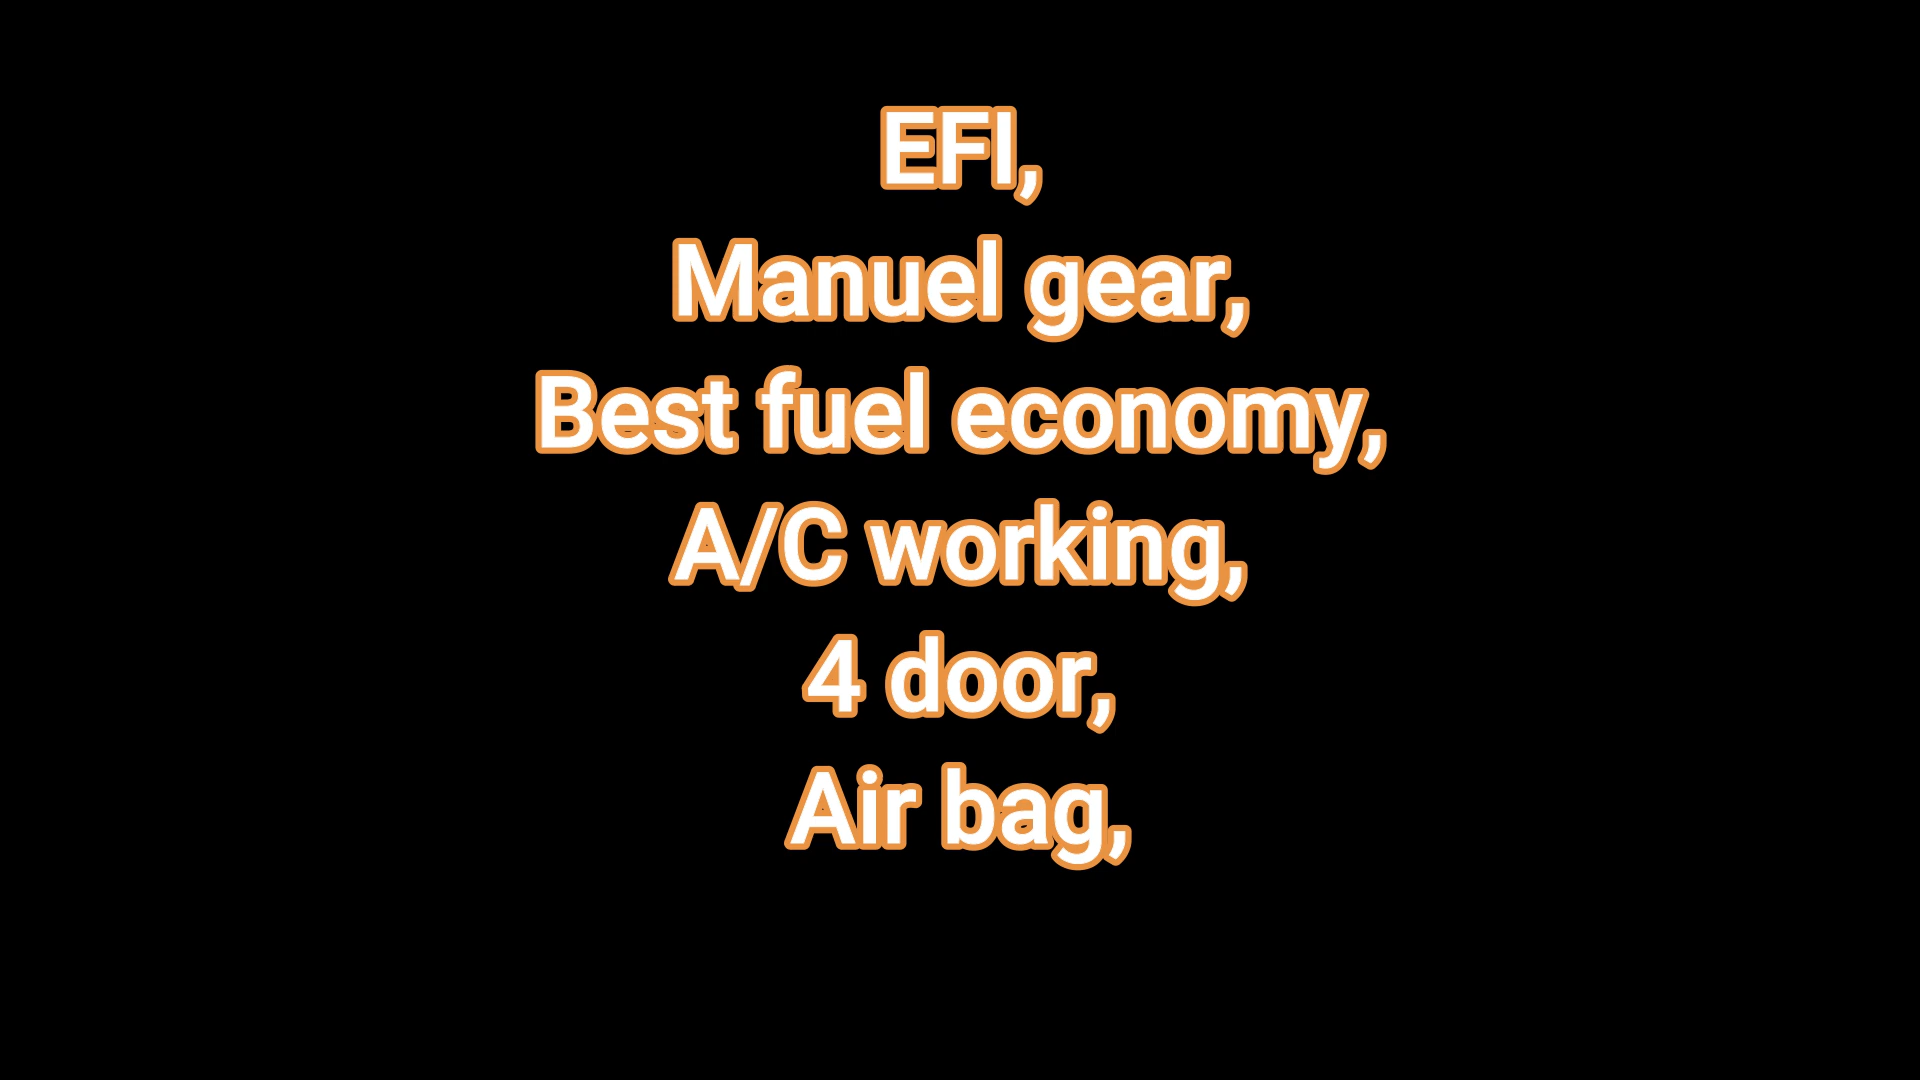 EFI,
Manuel gear,
Best fuel economy,
A/C working,
4 door,
Air bag,